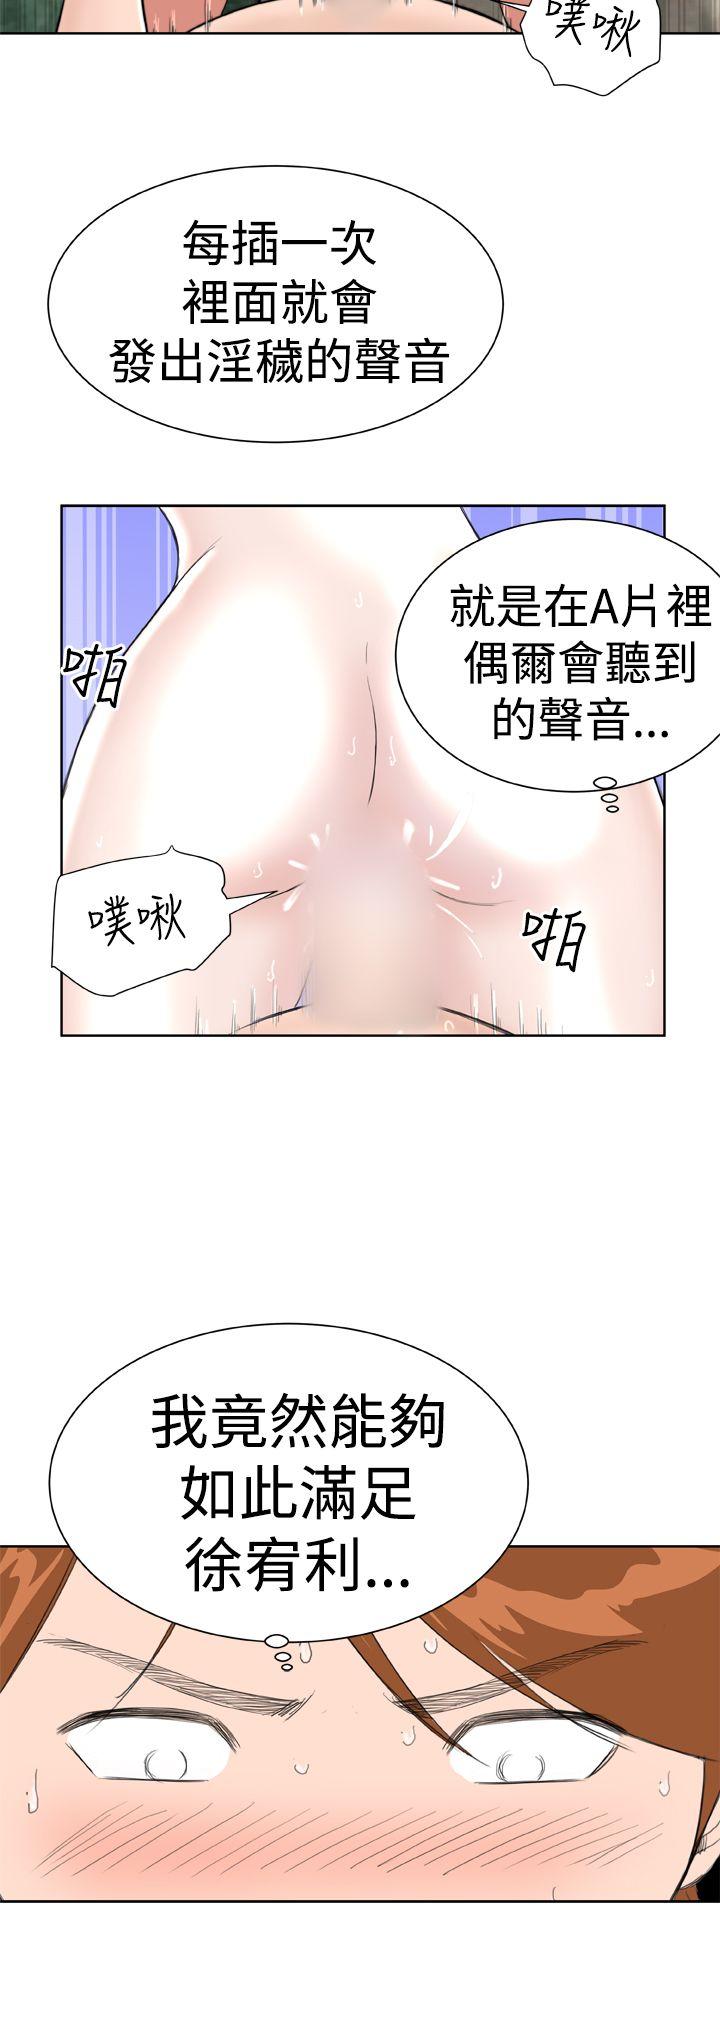 噗啾
每插一次
裡面就會
發出淫穢的聲音
就是在A片裡
偶爾會聽到
的聲音...
啪
噗啾
啪
我竟然能夠
如此滿足
徐宥利...